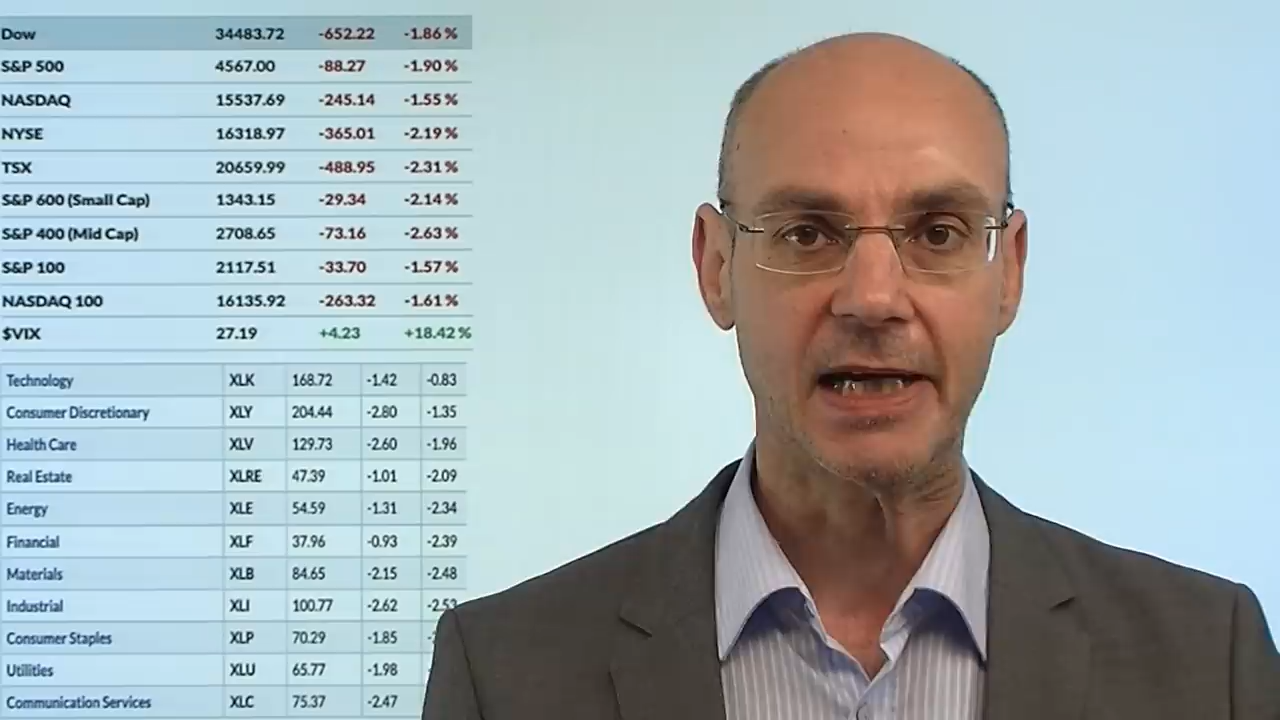 Dow 34483.72 -652.22 -1.86 %
S&P 500 4567.00 -88.27 -1.90 %
NASDAQ 15537.69 -245.14 -1.55 %
NYSE 16318.97 -365.01 -2.19 %
TSX 20659.99 -488.95 -2.31 %
S&P 600 (Small Cap) 1343.15 -29.34 -2.14 %
S&P 400 (Mid Cap) 2708.65 -73.16 -2.63 %
S&P 100 2117.51 -33.70 -1.57 %
NASDAQ 100 16135.92 -263.32 -1.61 %
$VIX 27.19 +4.23 +18.42 %
Technology XLK 168.72 -1.42 -0.83
Consumer Discretionary XLY 204.44 -2.80 -1.35
Health Care XLV 129.73 -2.60 -1.96
Real Estate XLRE 47.39 -1.01 -2.09
Energy XLE 54.59 -1.31 -2.34
Financial XLF 37.96 -0.93 -2.39
Materials XLB 84.65 -2.15 -2.48
Industrial XLI 100.77 -2.62 -2.53
Consumer Staples XLP 70.29 -1.85
Utilities XLU 65.77 -1.98
Communication Services XLC 75.37 -2.47